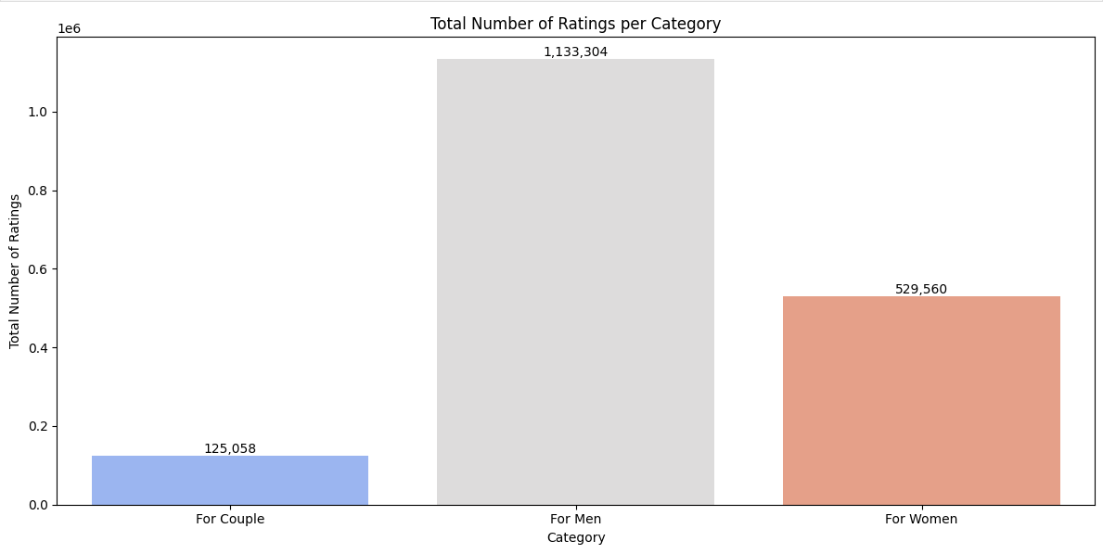 Total Number of Ratings per Category
1e6
1,133,304
1.0
0.8
Total Number of Ratings
0.6
529,560
0.4
0.2
125,058
0.0
For Couple
For Men
For Women
Category